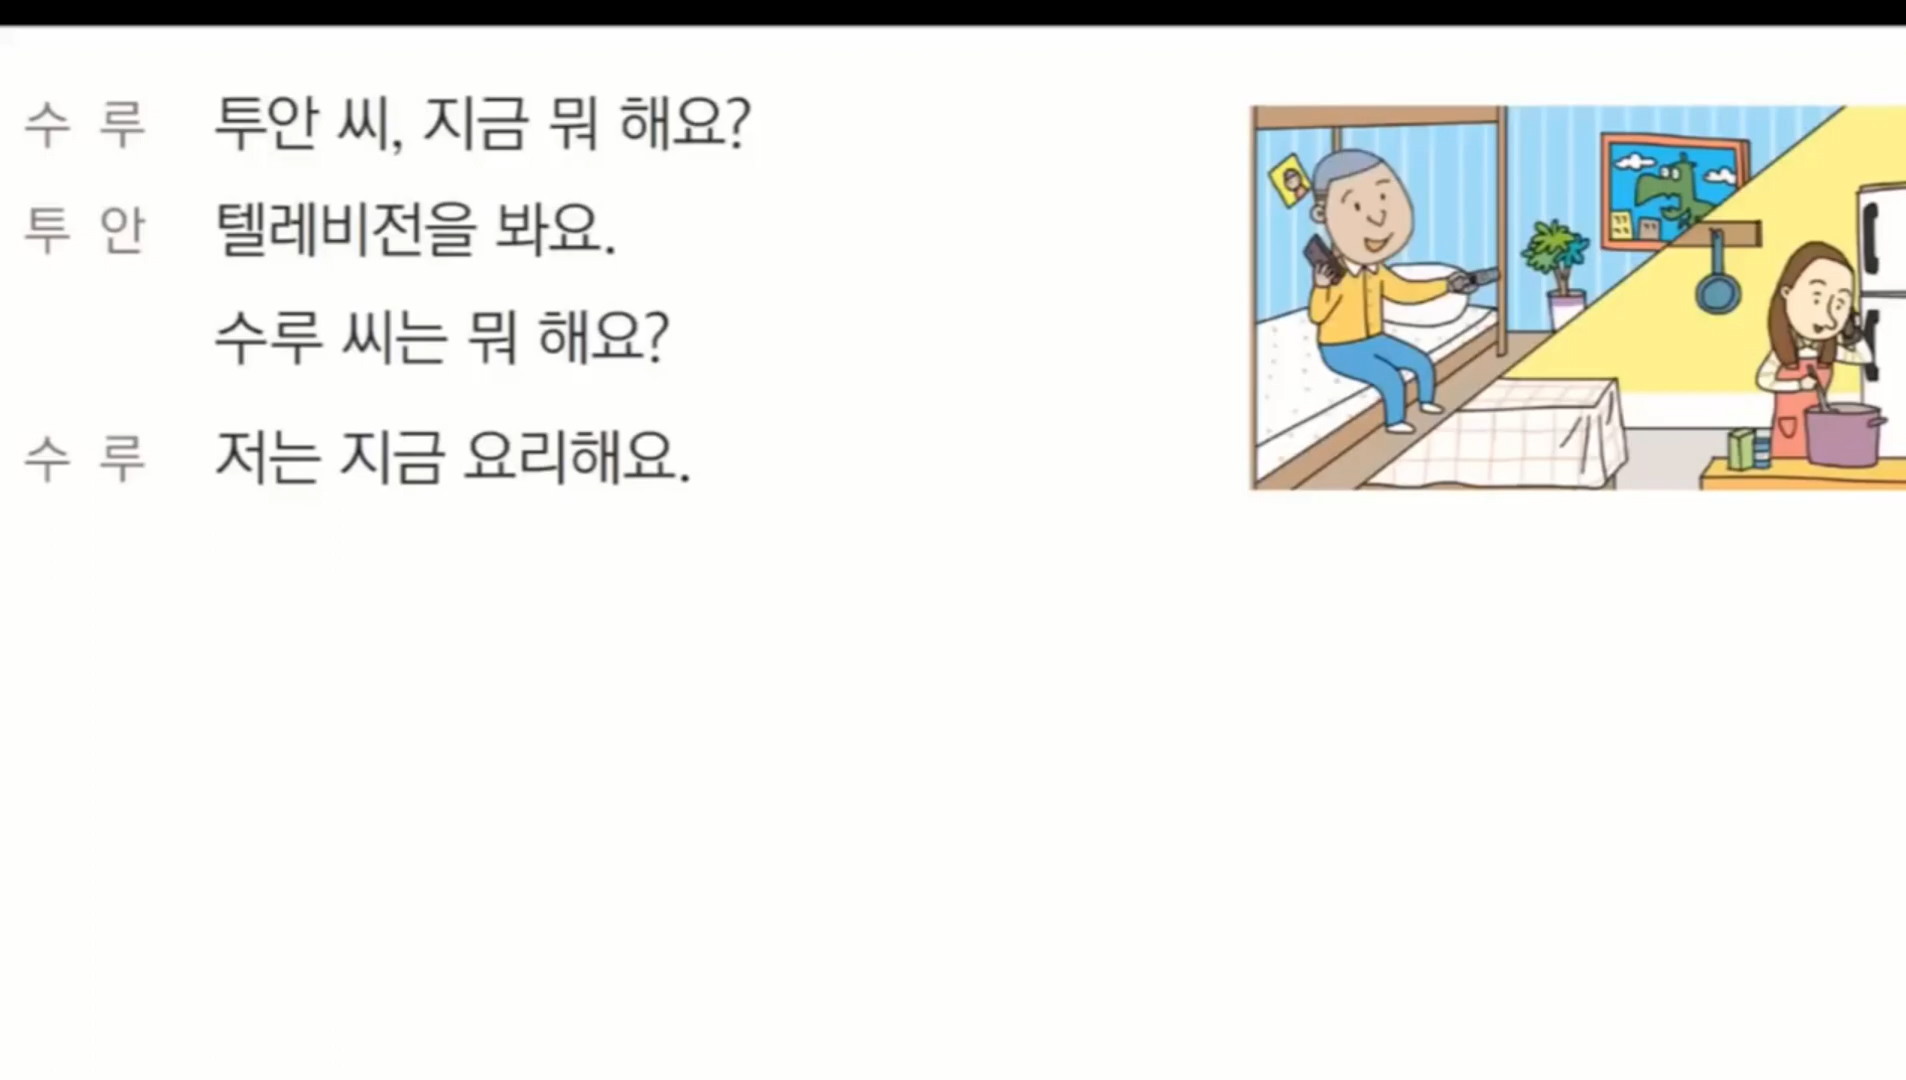 수 루 투안 씨, 지금 뭐 해요?
투 안 텔레비전을 봐요.
수루 씨는 뭐 해요?
수 루 저는 지금 요리해요.